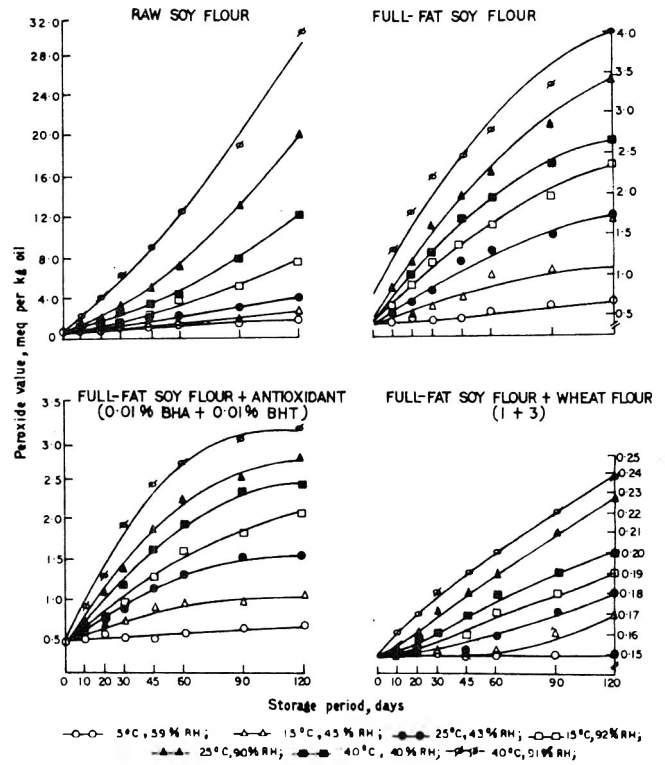 RAW SOY FLOUR
32.0
28.0
24.0
20.0
16.0
12.0
8.0
4.0
0
FULL-FAT SOY FLOUR
4.0
3.5
3.0
2.5
2.0
1.5
1.0
0.5
Peroxide value, meq per kg oil
FULL-FAT SOY FLOUR + ANTIOXIDANT
(0.01% BHA + 0.01% BHT)
3.5
3.0
2.5
2.0
1.5
1.0
0.5
0 10 20 30 45 60 90 120
FULL-FAT SOY FLOUR + WHEAT FLOUR
(1 + 3)
0.25
0.24
0.23
0.22
0.21
0.20
0.19
0.18
0.17
0.16
0.15
0 10 20 30 45 60 90 120
Storage period, days
5°C, 59% RH; 15°C, 45% RH; 25°C, 43% RH; 15°C, 92% RH;
25°C, 90% RH; 40°C, 40% RH; 40°C, 91% RH;